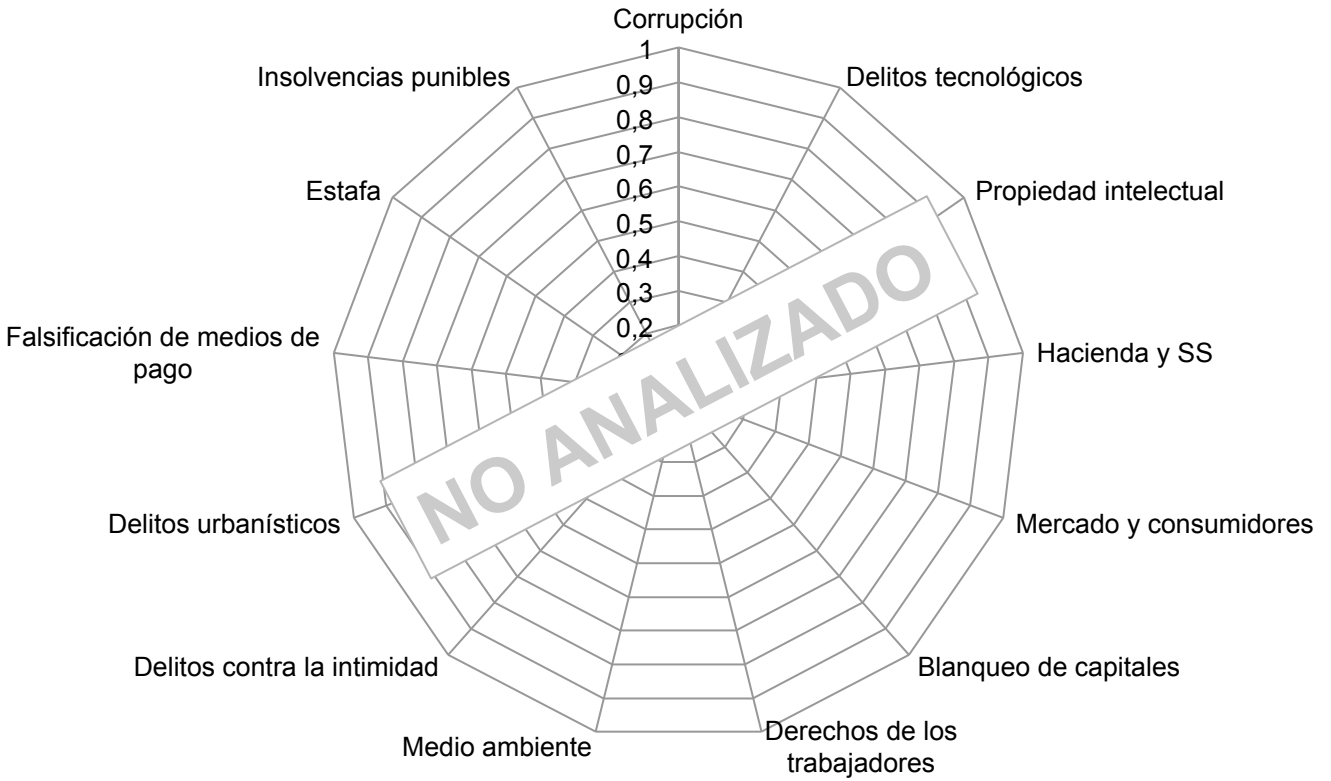 Corrupción
1
Insolvencias punibles
Delitos tecnológicos
0,9
0,8
0,7
Estafa
Propiedad intelectual
0,6
0,5
0,4
0,3
0,2
Falsificación de medios de
pago
Hacienda y SS
NO ANALIZADO
Delitos urbanísticos
Mercado y consumidores
Delitos contra la intimidad
Blanqueo de capitales
Medio ambiente
Derechos de los
trabajadores